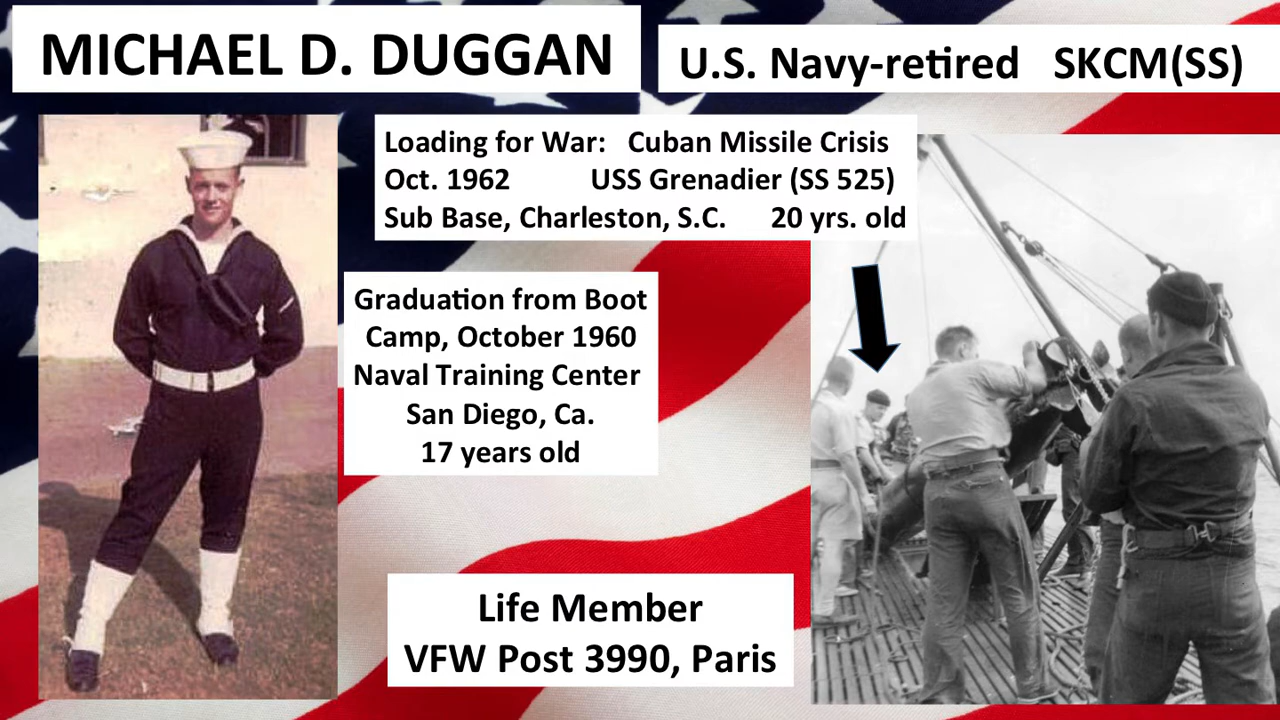 MICHAEL D. DUGGAN
U.S. Navy-retired SKCM(SS)
Loading for War: Cuban Missile Crisis
Oct. 1962 USS Grenadier (SS 525)
Sub Base, Charleston, S.C. 20 yrs. old
Graduation from Boot
Camp, October 1960
Naval Training Center
San Diego, Ca.
17 years old
Life Member
VFW Post 3990, Paris